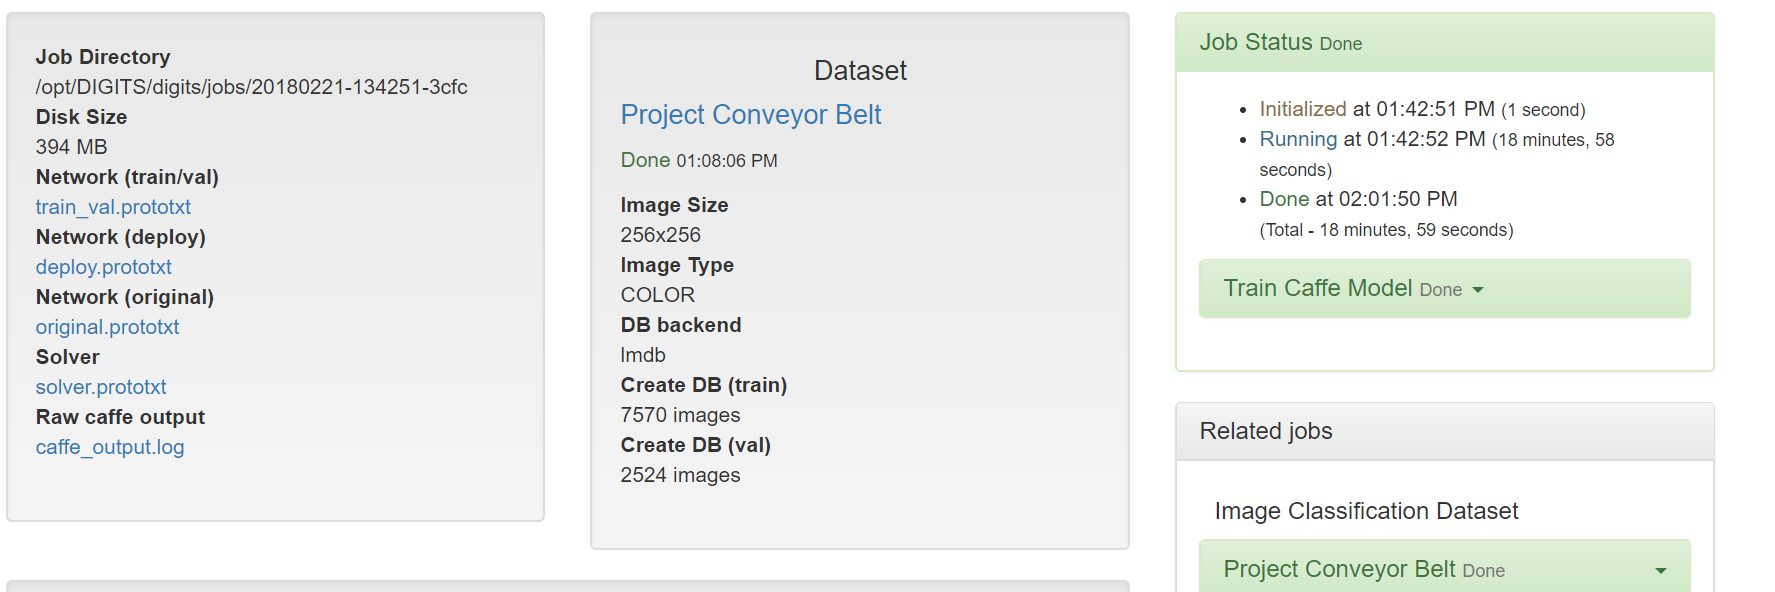 Job Directory
/opt/DIGITS/digits/jobs/20180221-134251-3cfc
Disk Size
394 MB
Network (train/val)
train_val.prototxt
Network (deploy)
deploy.prototxt
Network (original)
original.prototxt
Solver
solver.prototxt
Raw caffe output
caffe_output.log
Dataset
Project Conveyor Belt
Done 01:08:06 PM
Image Size
256x256
Image Type
COLOR
DB backend
lmdb
Create DB (train)
7570 images
Create DB (val)
2524 images
Job Status Done
Initialized at 01:42:51 PM (1 second)
Running at 01:42:52 PM (18 minutes, 58
seconds)
Done at 02:01:50 PM
(Total - 18 minutes, 59 seconds)
Train Caffe Model Done
Related jobs
Image Classification Dataset
Project Conveyor Belt Done